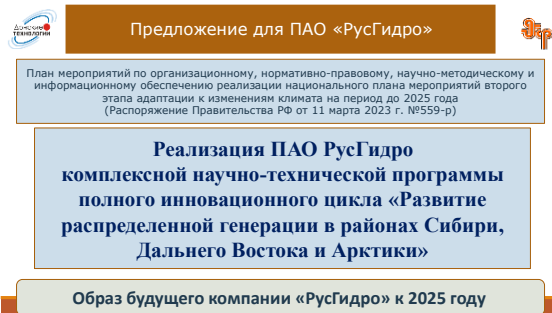 Донские
ТЕХНОЛОГИИ
Предложение для ПАО «РусГидро»
План мероприятий по организационному, нормативно-правовому, научно-методическому и
информационному обеспечению реализации национального плана мероприятий второго
этапа адаптации к изменениям климата на период до 2025 года
(Распоряжение Правительства РФ от 11 марта 2023 г. №559-р)
Реализация ПАО РусГидро
комплексной научно-технической программы
полного инновационного цикла «Развитие
распределенной генерации в районах Сибири,
Дальнего Востока и Арктики»
Образ будущего компании «РусГидро» к 2025 году